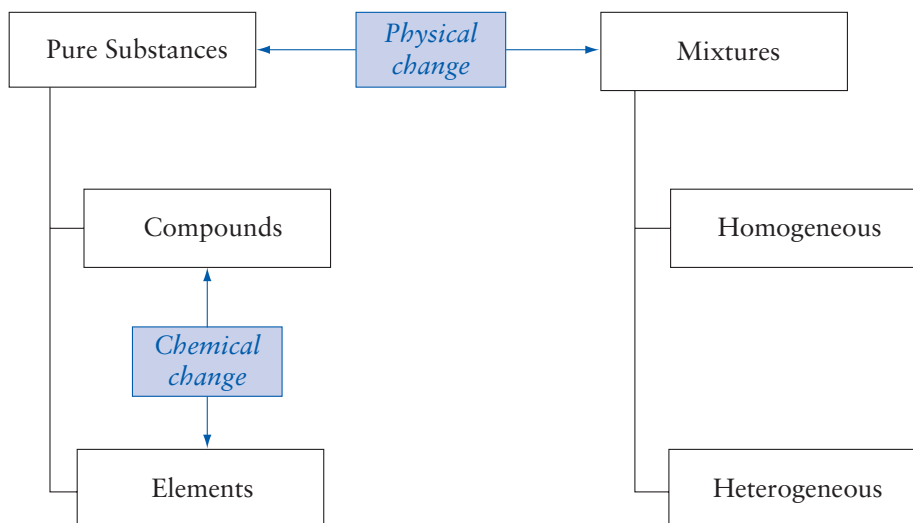 Pure Substances
Physical
change
Mixtures
Compounds
Homogeneous
Chemical
change
Elements
Heterogeneous